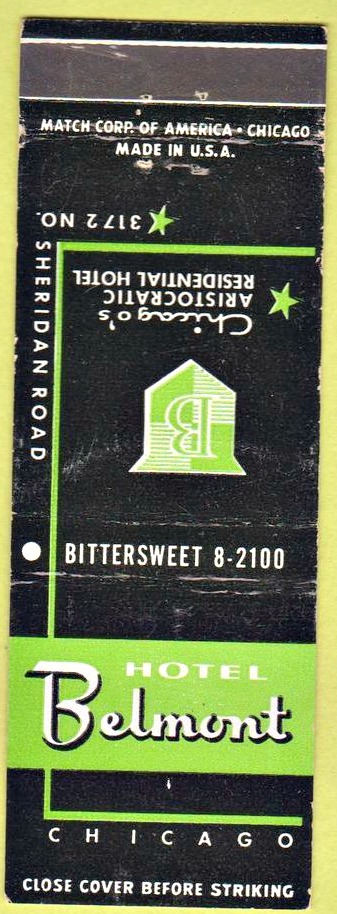 MATCH CORP. OF AMERICA • CHICAGO
MADE IN U.S.A.
★ 3172 NO.
SHERIDAN ROAD
★ Chicago's
ARISTOCRATIC
RESIDENTIAL HOTEL
B
● BITTERSWEET 8-2100
HOTEL
Belmont
CHICAGO
CLOSE COVER BEFORE STRIKING